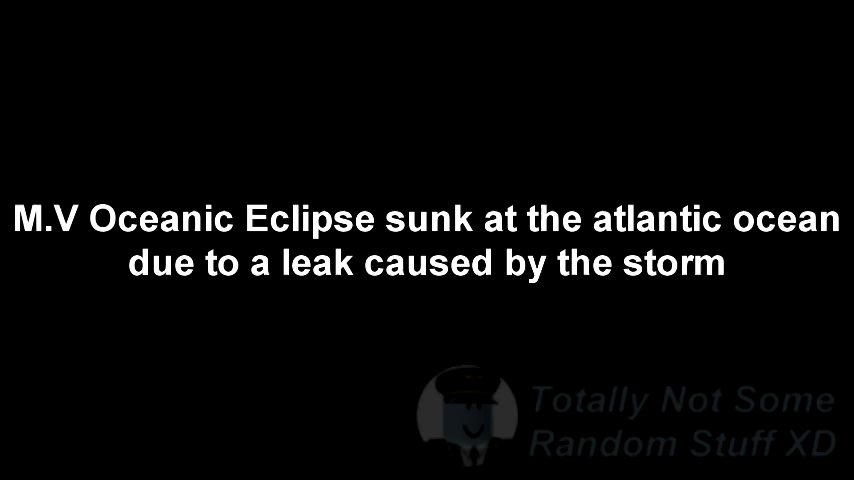 M.V Oceanic Eclipse sunk at the atlantic ocean
due to a leak caused by the storm
Totally Not Some
Random Stuff XD